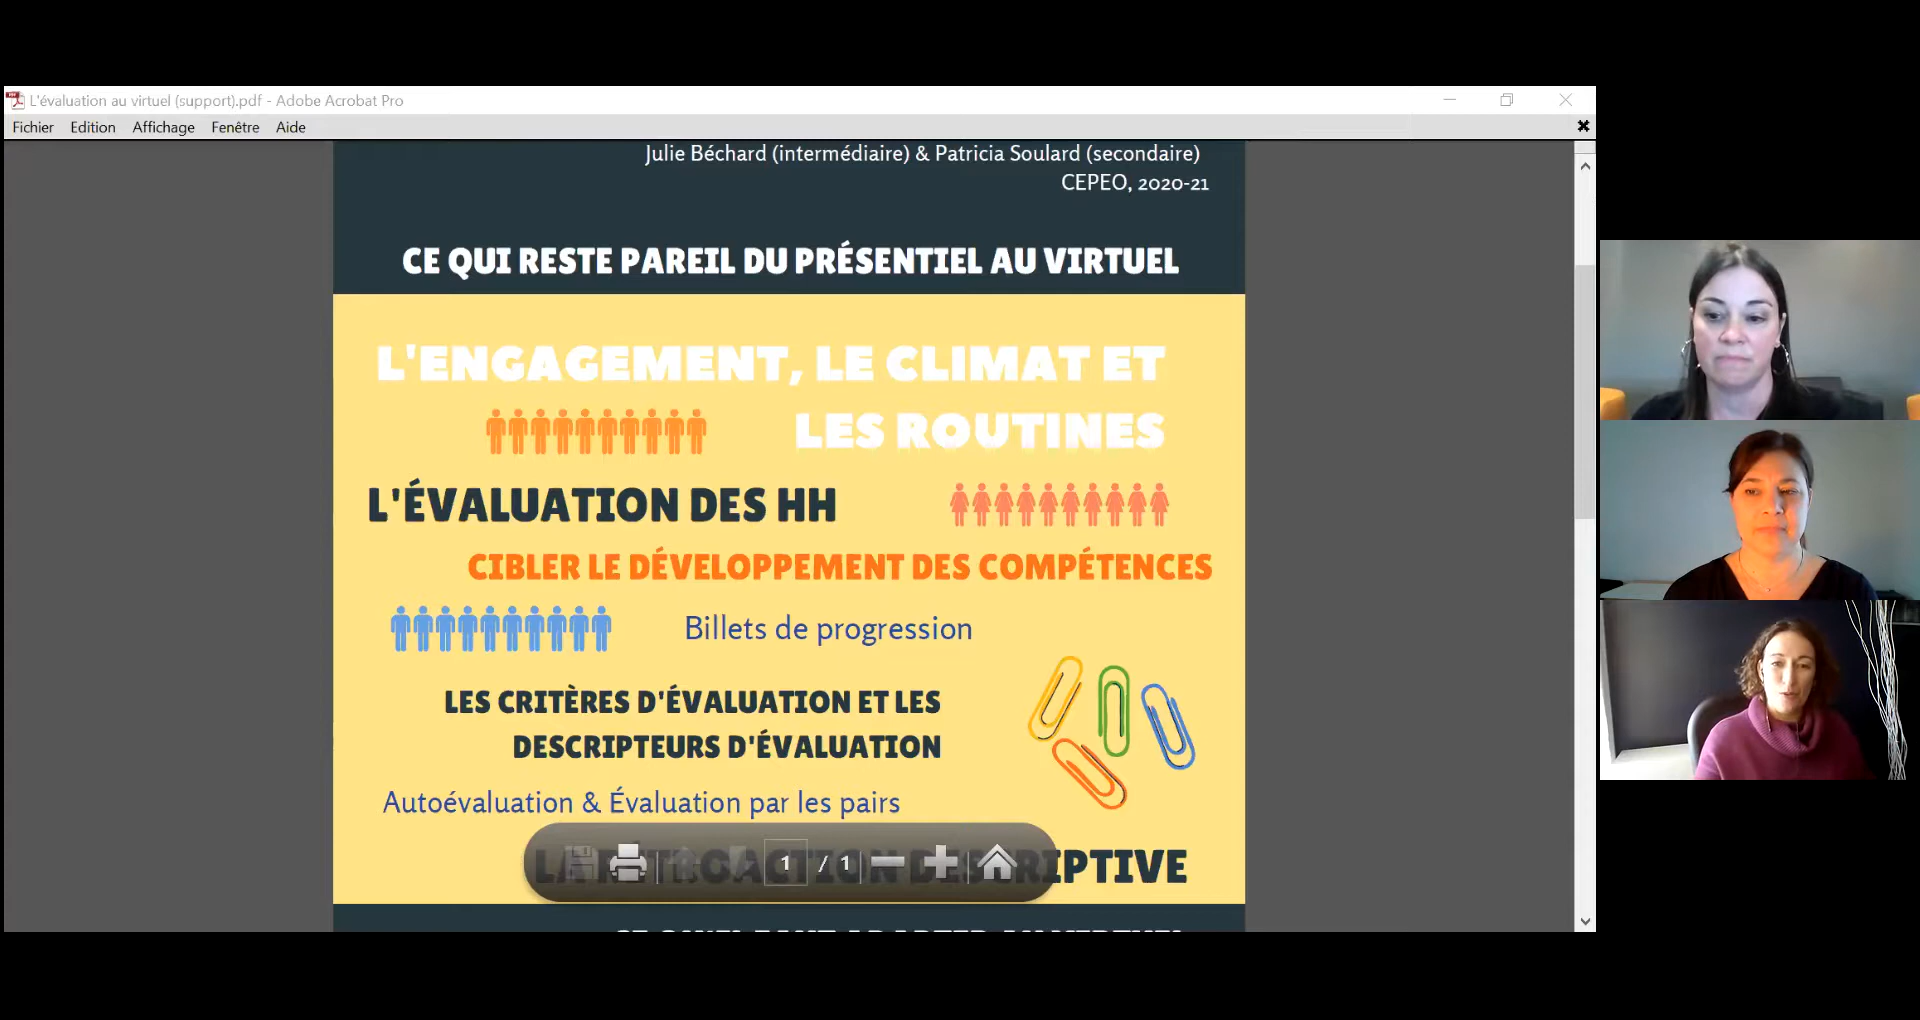 L'évaluation au virtuel (support).pdf - Adobe Acrobat Pro
Fichier Edition Affichage Fenêtre Aide
Julie Béchard (intermédiaire) & Patricia Soulard (secondaire)
CEPEO, 2020-21
CE QUI RESTE PAREIL DU PRÉSENTIEL AU VIRTUEL
L'ENGAGEMENT, LE CLIMAT ET
LES ROUTINES
L'ÉVALUATION DES HH
CIBLER LE DÉVELOPPEMENT DES COMPÉTENCES
Billets de progression
LES CRITÈRES D'ÉVALUATION ET LES
DESCRIPTEURS D'ÉVALUATION
Autoévaluation & Évaluation par les pairs
LA RÉTROACTION DESCRIPTIVE
1 / 1